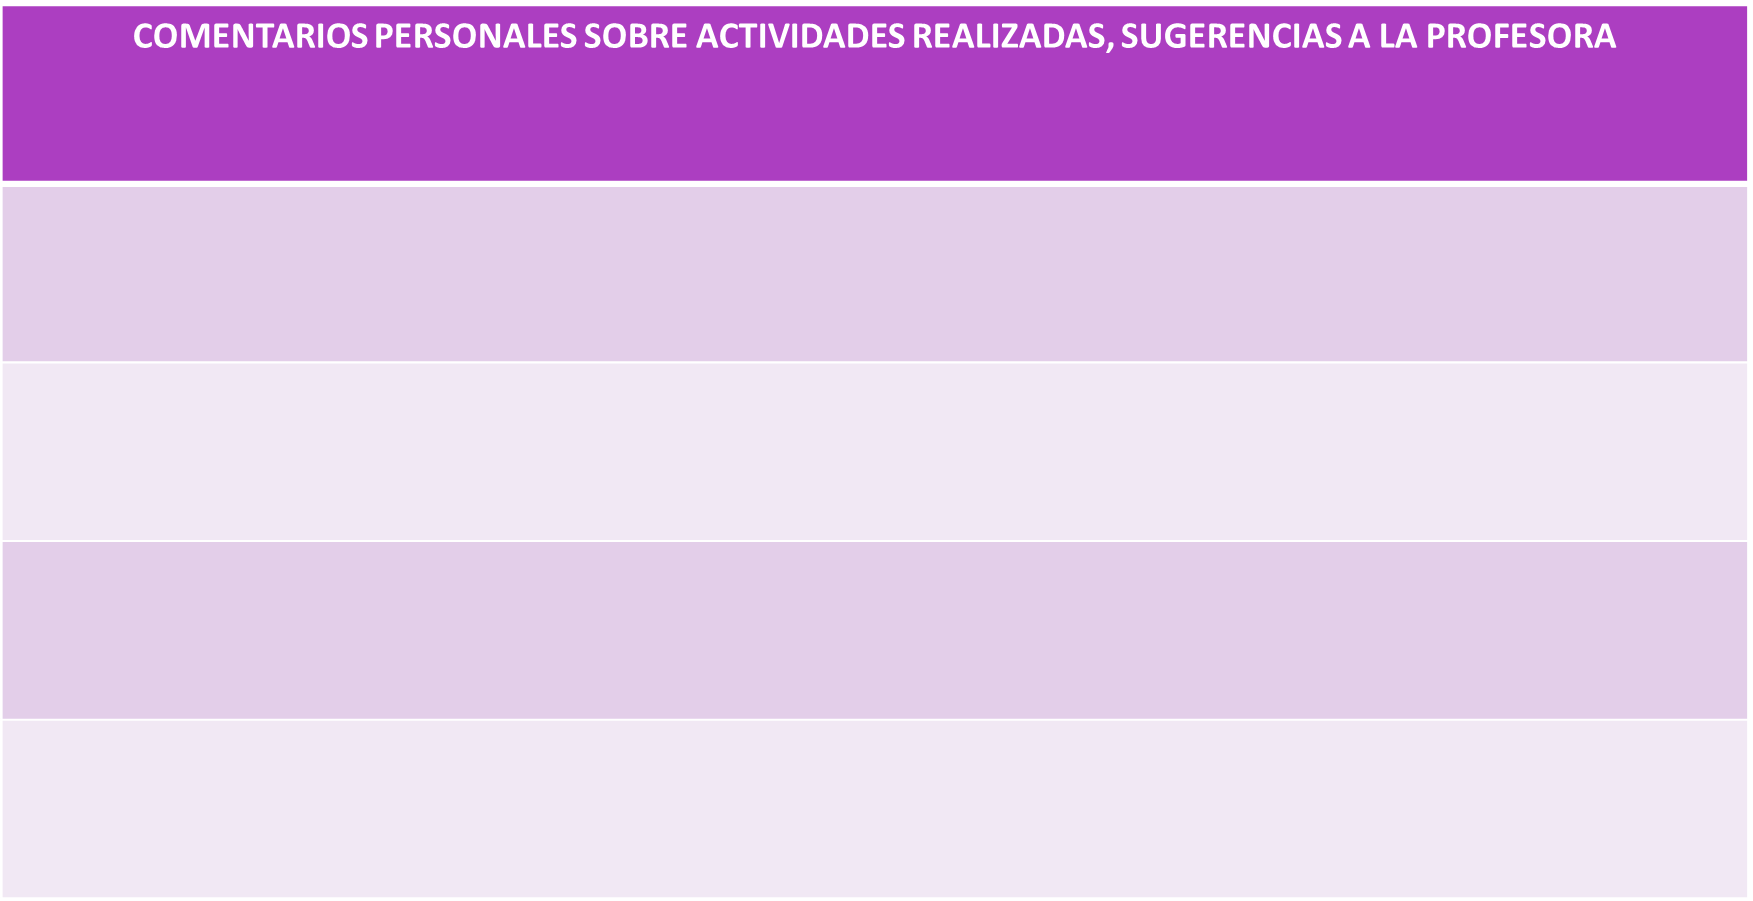 COMENTARIOS PERSONALES SOBRE ACTIVIDADES REALIZADAS, SUGERENCIAS A LA PROFESORA